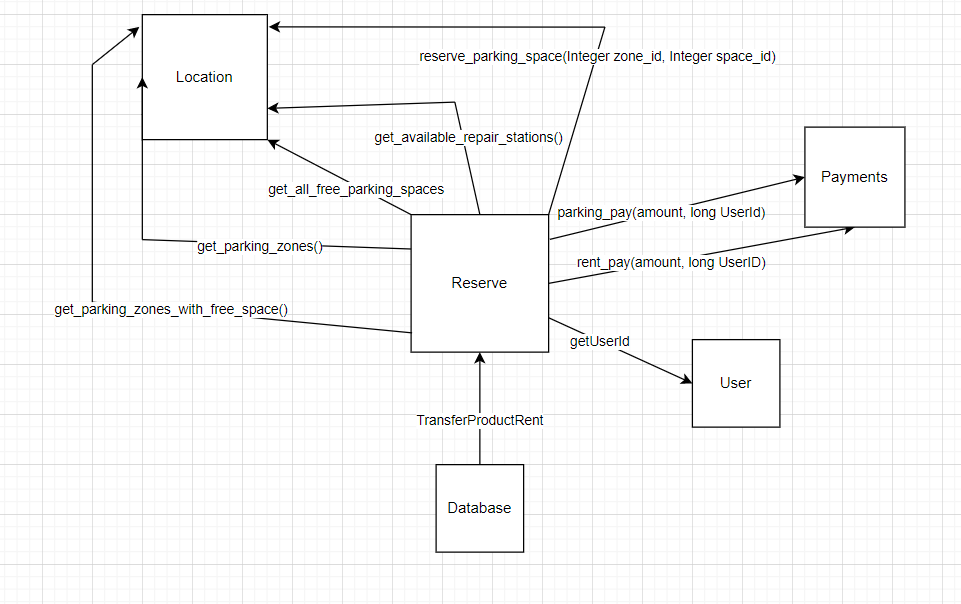 Location
reserve_parking_space(Integer zone_id, Integer space_id)
get_available_repair_stations()
Payments
get_all_free_parking_spaces
parking_pay(amount, long UserId)
get_parking_zones()
rent_pay(amount, long UserID)
Reserve
get_parking_zones_with_free_space()
getUserId
User
TransferProductRent
Database